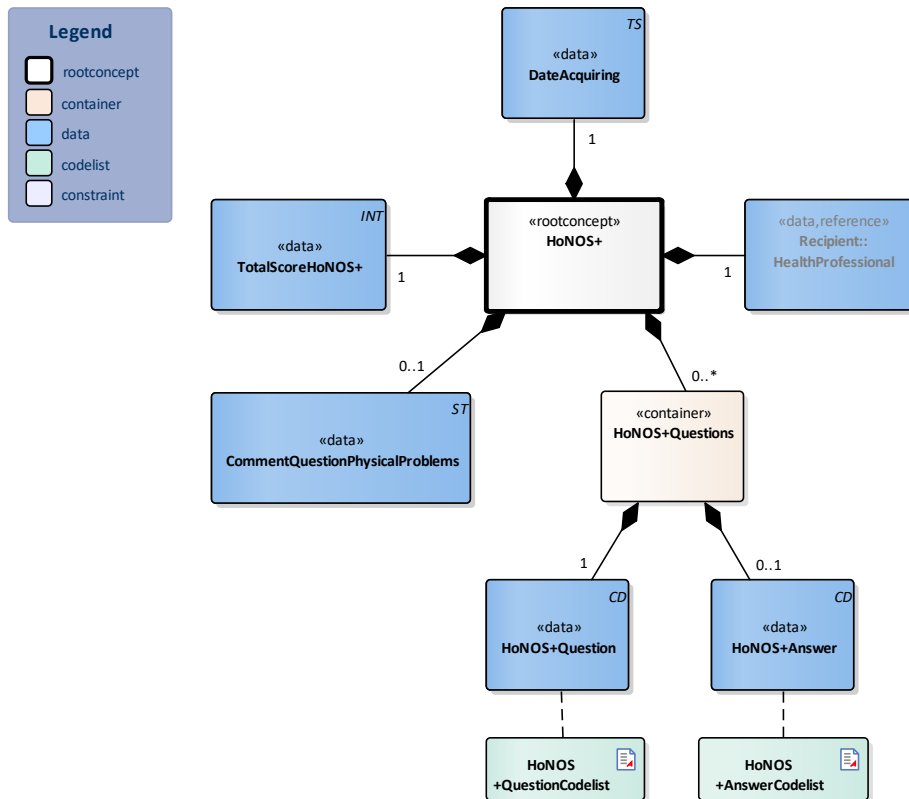 Legend
rootconcept
container
data
codelist
constraint
TS
«data»
DateAcquiring
1
INT
«data»
TotalScoreHoNOS+
1
«rootconcept»
HoNOS+
1
«data,reference»
Recipient::
HealthProfessional
0..1
0..*
ST
«data»
CommentQuestionPhysicalProblems
«container»
HoNOS+Questions
1
0..1
CD
«data»
HoNOS+Question
CD
«data»
HoNOS+Answer
HoNOS
+QuestionCodelist
HoNOS
+AnswerCodelist